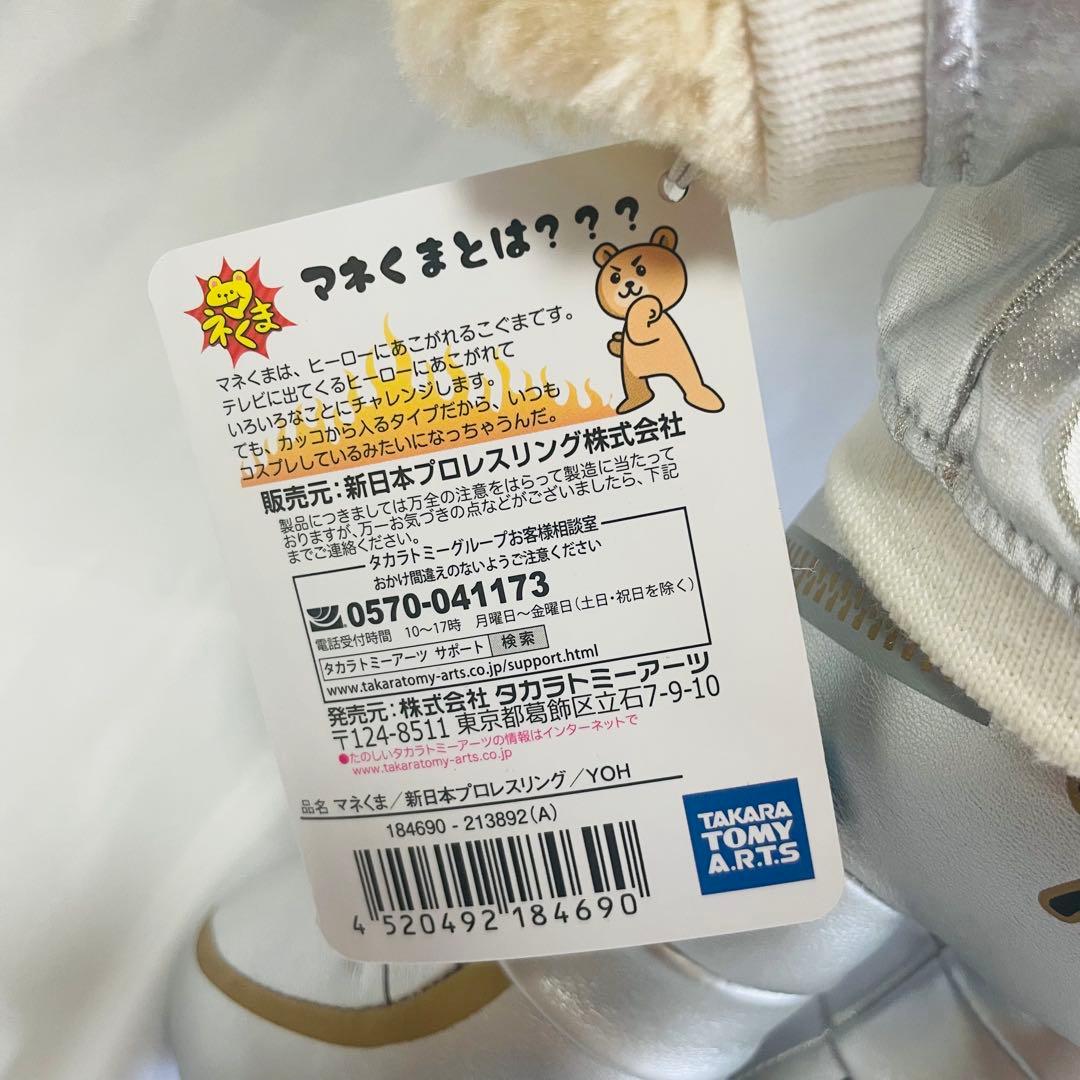 マネくま
マネくまとは???
マネくまは、ヒーローにあこがれるこぐまです。
テレビに出てくるヒーローにあこがれて
いろいろなことにチャレンジします。
でも、カッコから入るタイプだから、いつも
コスプレしているみたいになっちゃうんだ。
販売元:新日本プロレスリング株式会社
製品につきましては万全の注意をはらって製造に当たって
おりますが、万一お気づきの点などがございましたら、下記
までご連絡ください。
タカラトミーグループお客様相談室
おかけ間違えのないようご注意ください
0570-041173
電話受付時間 10〜17時 月曜日〜金曜日(土日・祝日を除く)
タカラトミーアーツ サポート 検索
www.takaratomy-arts.co.jp/support.html
発売元:株式会社 タカラトミーアーツ
〒124-8511 東京都葛飾区立石7-9-10
●たのしいタカラトミーアーツの情報はインターネットで
www.takaratomy-arts.co.jp
品名 マネくま/新日本プロレスリング/YOH
184690-213892(A)
4 520492 184690
TAKARA
TOMY
A.R.T.S